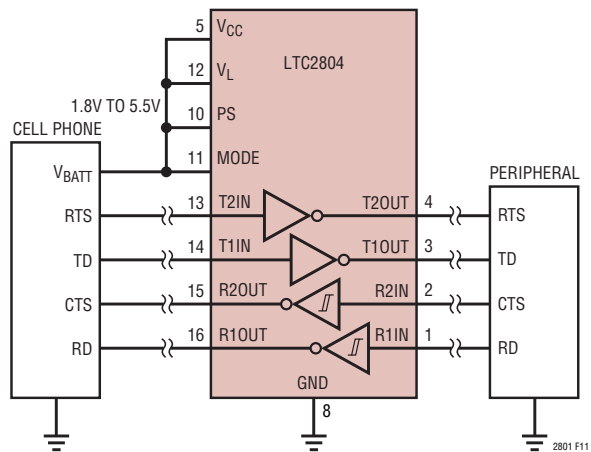 5 VCC
LTC2804
12 VL
1.8V TO 5.5V
10 PS
CELL PHONE
11 MODE
VBATT
PERIPHERAL
RTS 13 T2IN T2OUT 4 RTS
TD 14 T1IN T1OUT 3 TD
CTS 15 R2OUT R2IN 2 CTS
RD 16 R1OUT R1IN 1 RD
GND
8
2801 F11